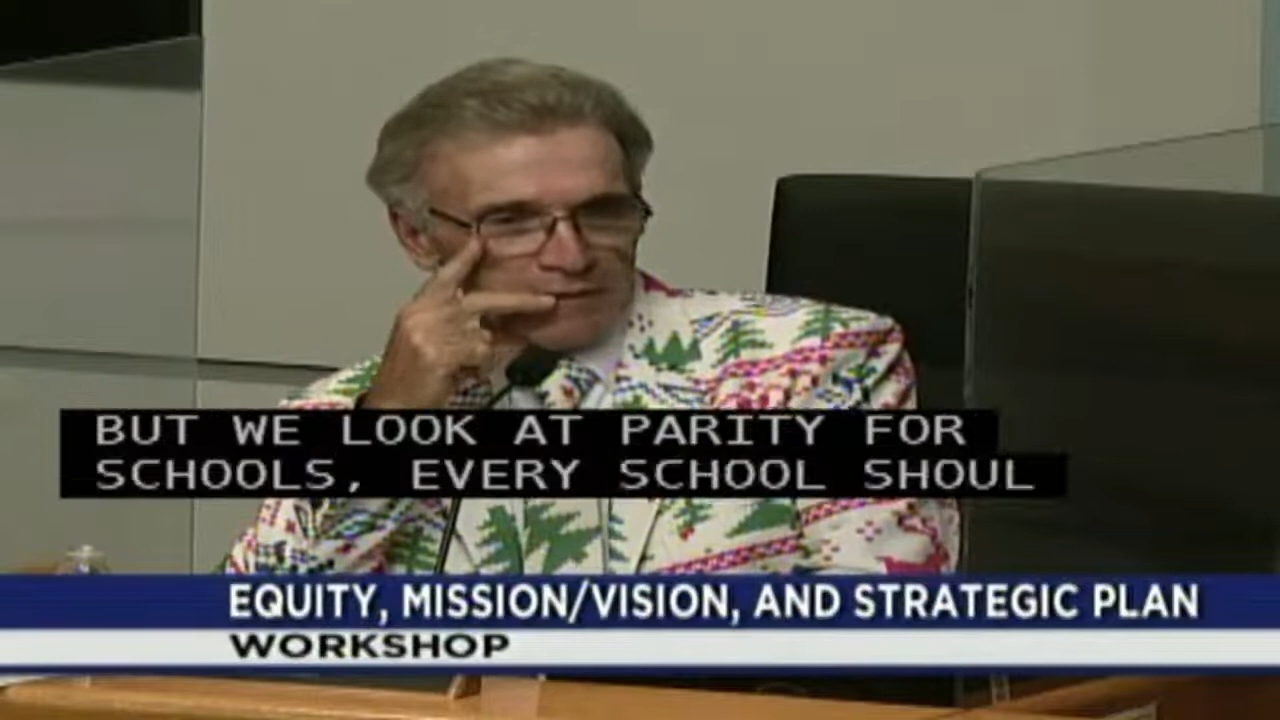 BUT WE LOOK AT PARITY FOR
SCHOOLS, EVERY SCHOOL SHOUL
EQUITY, MISSION/VISION, AND STRATEGIC PLAN
WORKSHOP